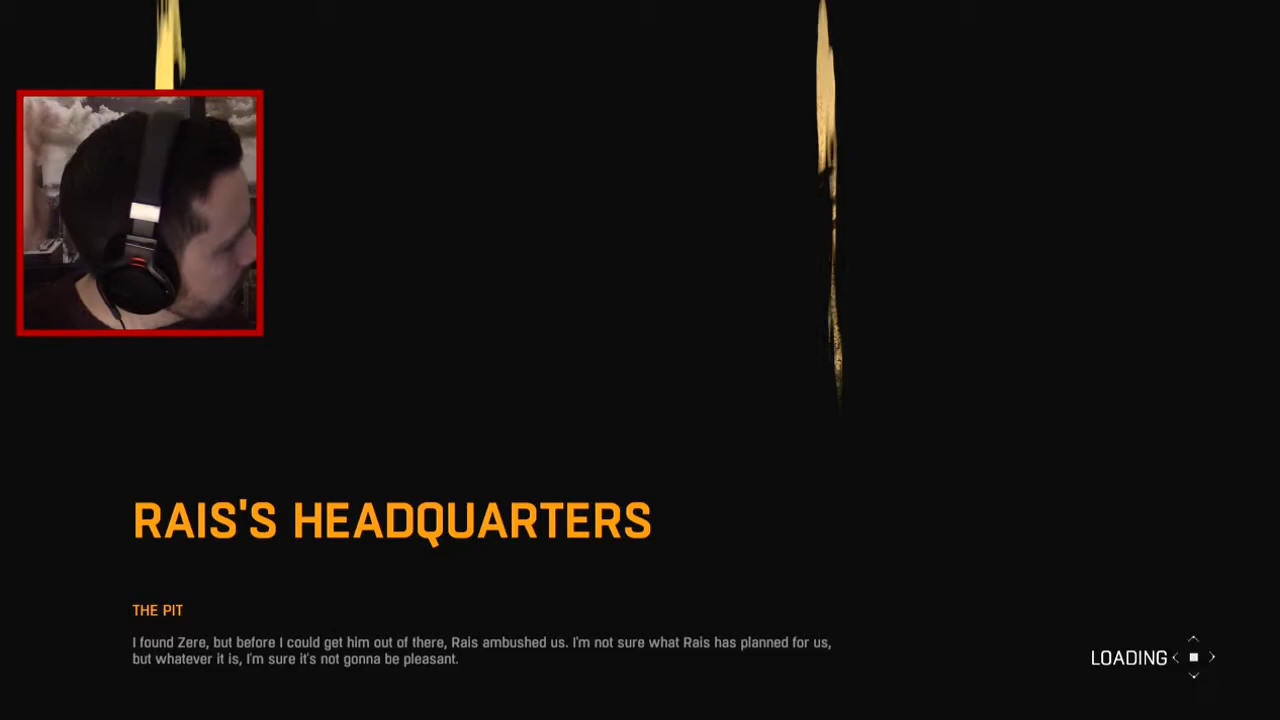 RAIS'S HEADQUARTERS
THE PIT
I found Zere, but before I could get him out of there, Rais ambushed us. I'm not sure what Rais has planned for us,
but whatever it is, I'm sure it's not gonna be pleasant.
LOADING